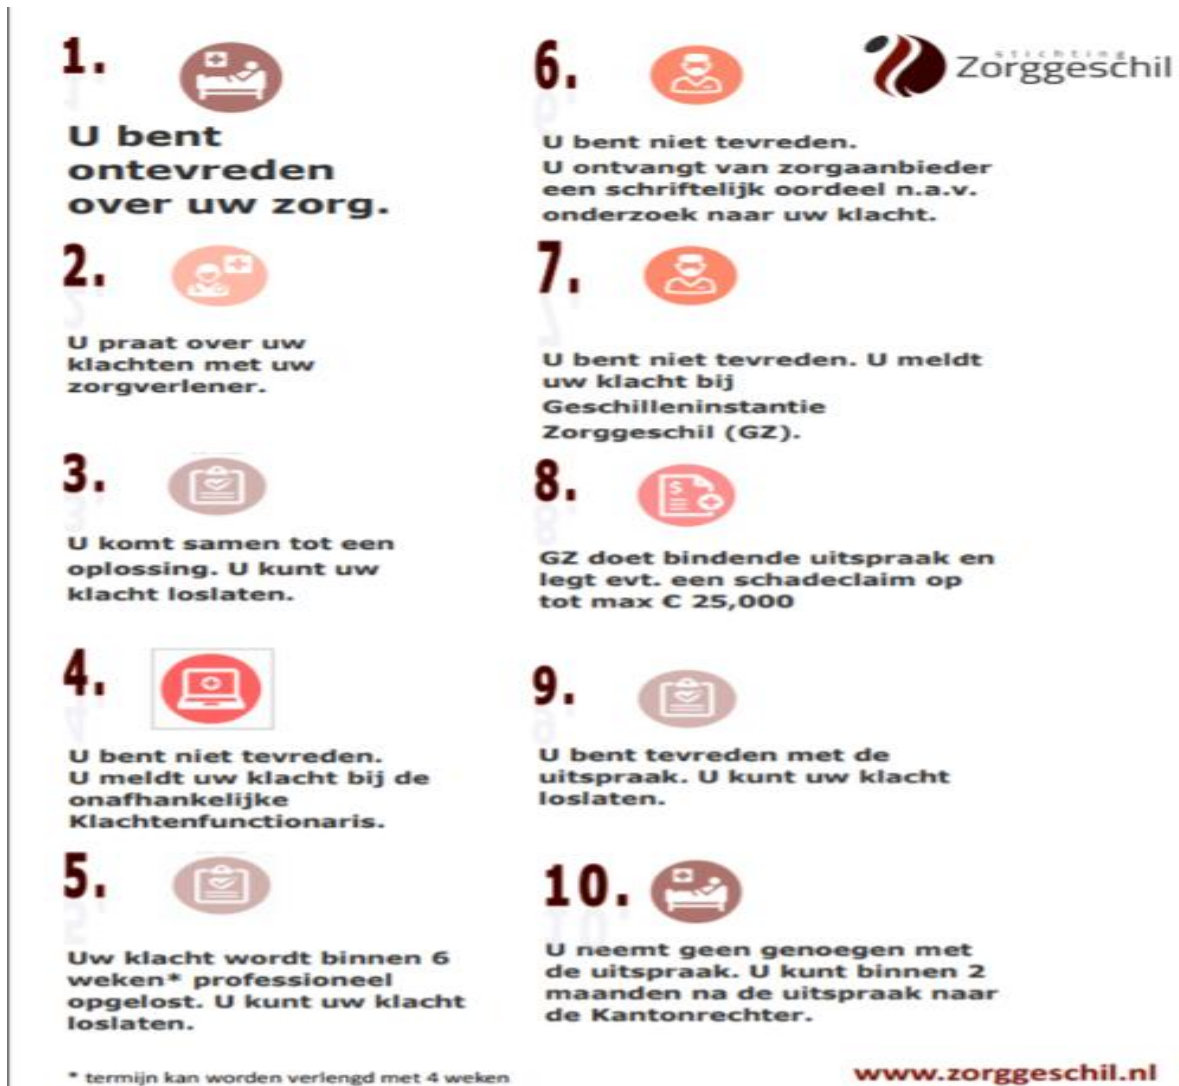 1.
U bent
ontevreden
over uw zorg.
2.
U praat over uw
klachten met uw
zorgverlener.
3.
U komt samen tot een
oplossing. U kunt uw
klacht loslaten.
4.
U bent niet tevreden.
U meldt uw klacht bij de
onafhankelijke
Klachtenfunctionaris.
5.
Uw klacht wordt binnen 6
weken* professioneel
opgelost. U kunt uw klacht
loslaten.
* termijn kan worden verlengd met 4 weken
stichting
Zorggeschil
6.
U bent niet tevreden.
U ontvangt van zorgaanbieder
een schriftelijk oordeel n.a.v.
onderzoek naar uw klacht.
7.
U bent niet tevreden. U meldt
uw klacht bij
Geschilleninstantie
Zorggeschil (GZ).
8.
$
GZ doet bindende uitspraak en
legt evt. een schadeclaim op
tot max € 25,000
9.
U bent tevreden met de
uitspraak. U kunt uw klacht
loslaten.
10.
U neemt geen genoegen met
de uitspraak. U kunt binnen 2
maanden na de uitspraak naar
de Kantonrechter.
www.zorggeschil.nl